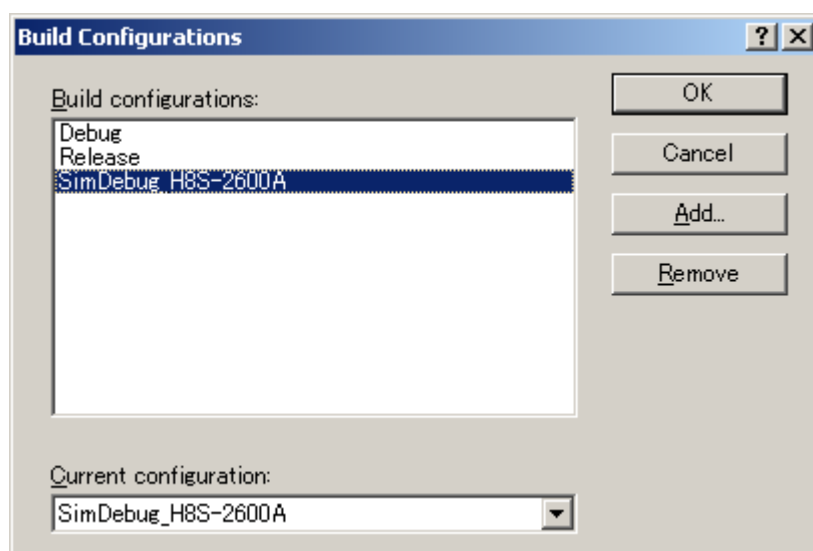 Build Configurations
Build configurations:
Debug
Release
SimDebug_H8S-2600A
OK
Cancel
Add...
Remove
Current configuration:
SimDebug_H8S-2600A